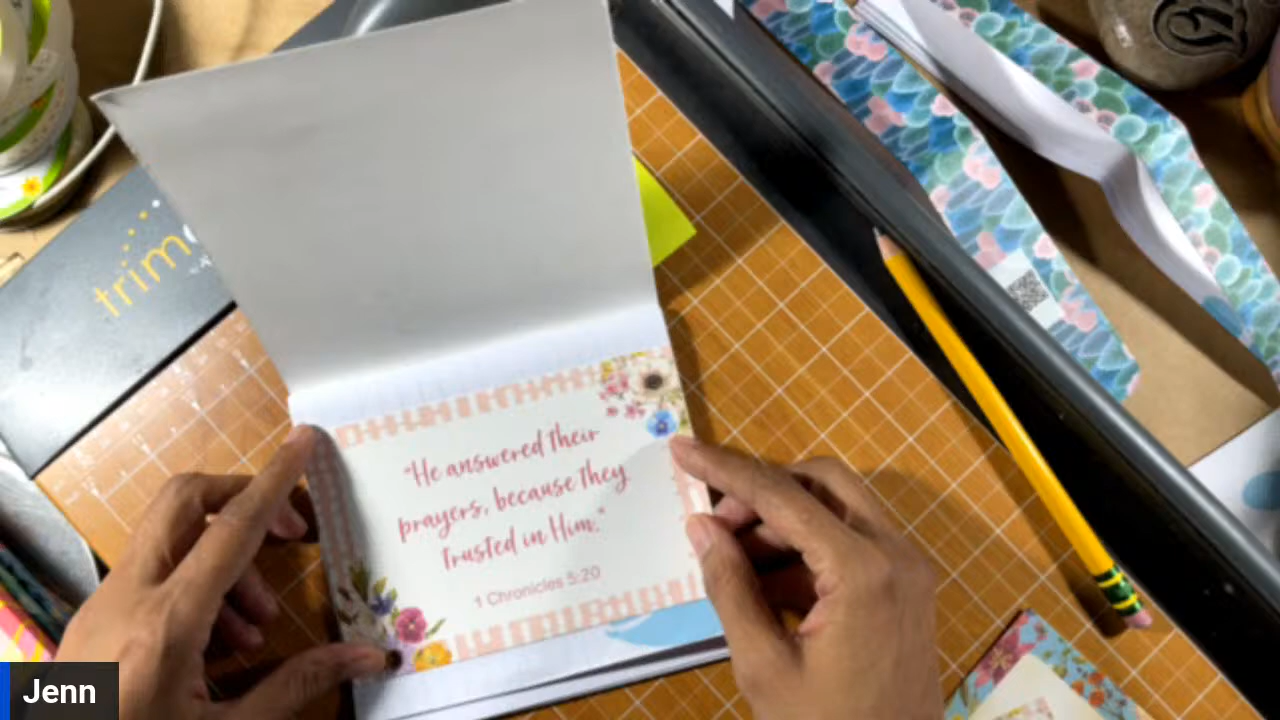 trim
"He answered their
prayers, because they
Trusted in Him."
1 Chronicles 5:20
Jenn